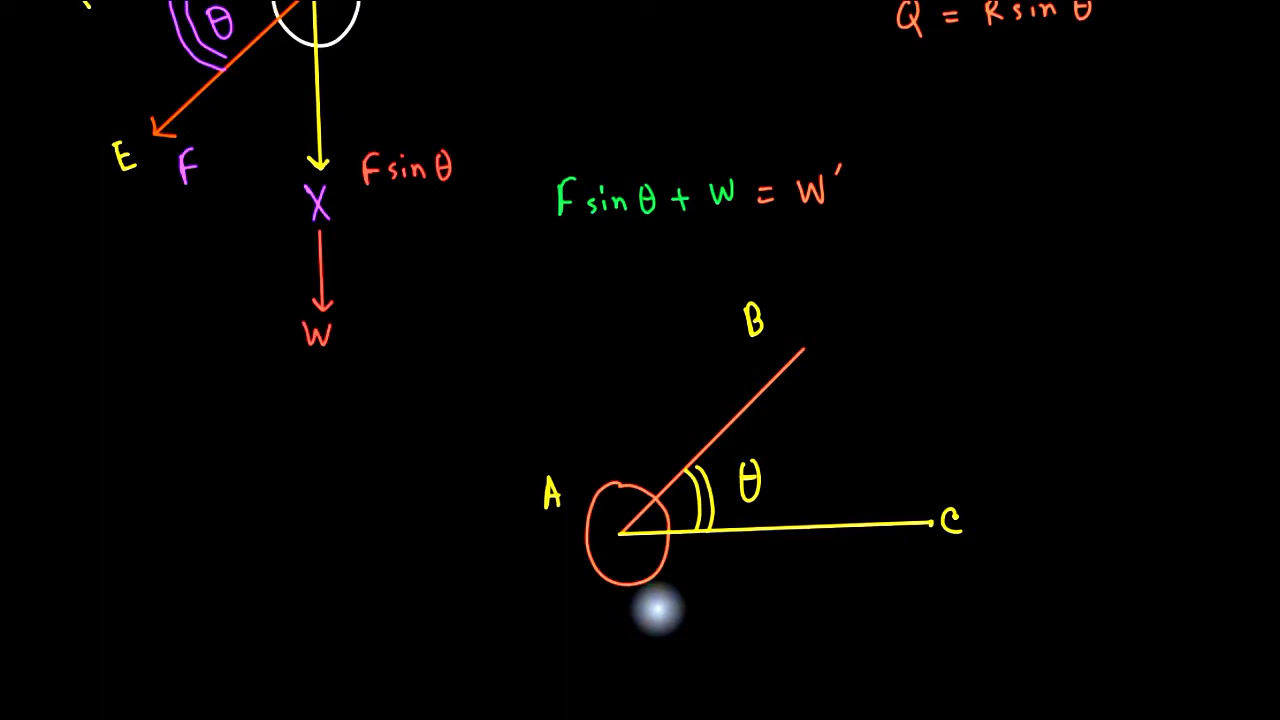 θ
Q = R sin θ
E
F
F sin θ
X
F sin θ + W = W′
W
B
A
θ
C